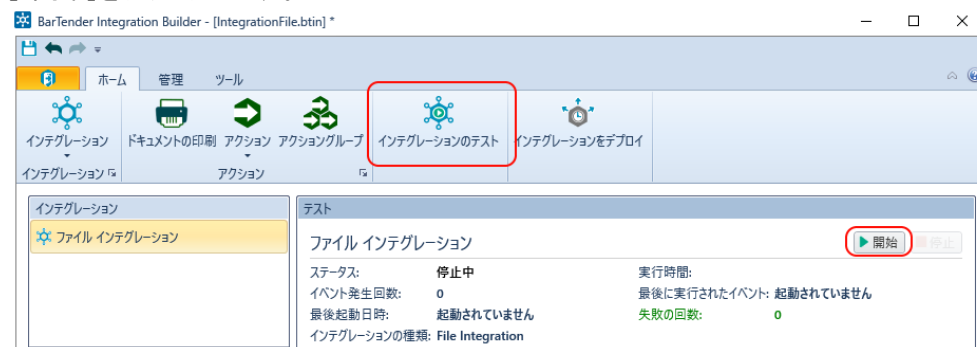 BarTender Integration Builder - [IntegrationFile.btin] *
ホーム 管理 ツール
インテグレーション ドキュメントの印刷 アクション アクショングループ インテグレーションのテスト インテグレーションをデプロイ
インテグレーション アクション
インテグレーション テスト
ファイル インテグレーション
ファイル インテグレーション 開始 停止
ステータス: 停止中 実行時間:
イベント発生回数: 0 最後に実行されたイベント: 起動されていません
最後起動日時: 起動されていません 失敗の回数: 0
インテグレーションの種類: File Integration